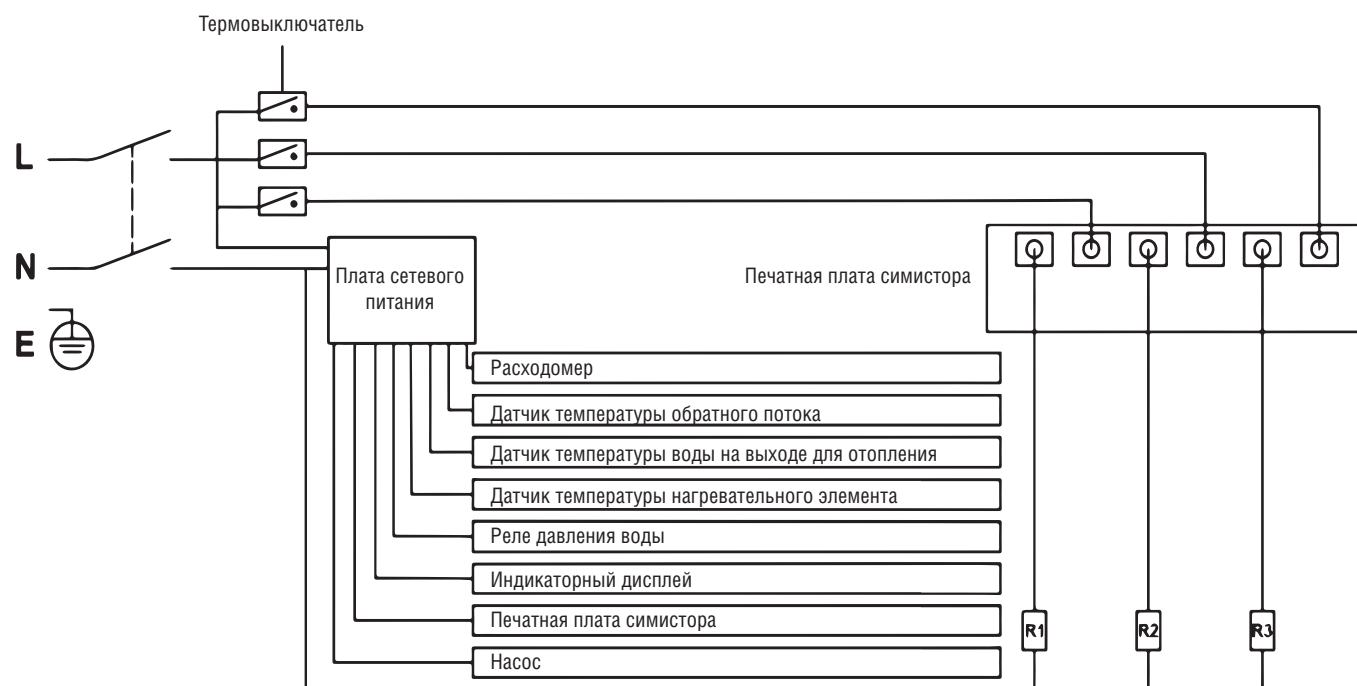 Термовыключатель
L
N
E
Плата сетевого
питания
Печатная плата симистора
Расходомер
Датчик температуры обратного потока
Датчик температуры воды на выходе для отопления
Датчик температуры нагревательного элемента
Реле давления воды
Индикаторный дисплей
Печатная плата симистора
Насос
R1
R2
R3